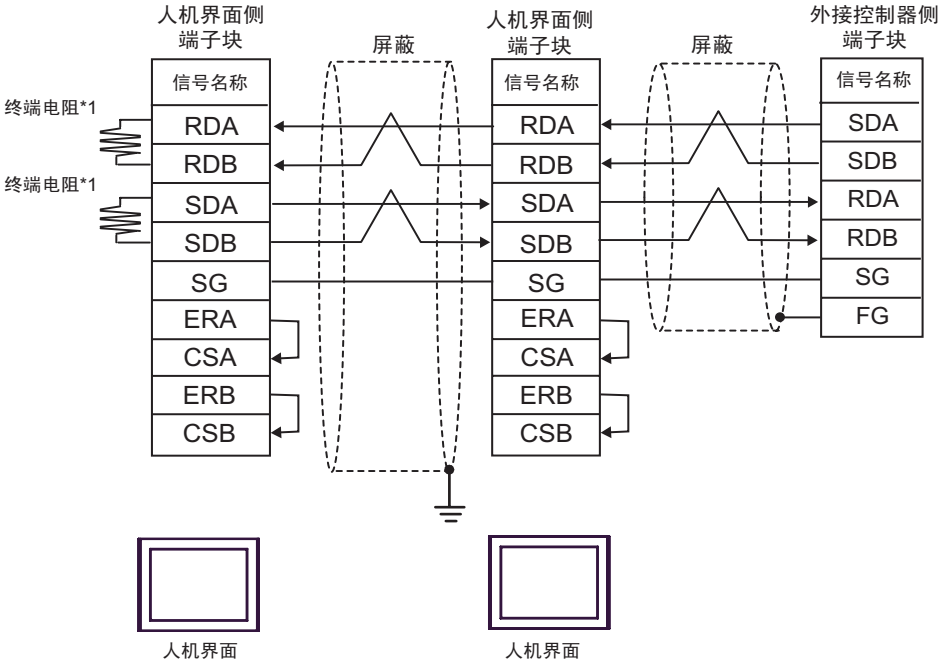 人机界面侧
端子块
屏蔽
人机界面侧
端子块
屏蔽
外接控制器侧
端子块
终端电阻*1
终端电阻*1
信号名称
RDA
RDB
SDA
SDB
SG
ERA
CSA
ERB
CSB
信号名称
RDA
RDB
SDA
SDB
SG
ERA
CSA
ERB
CSB
信号名称
SDA
SDB
RDA
RDB
SG
FG
人机界面
人机界面